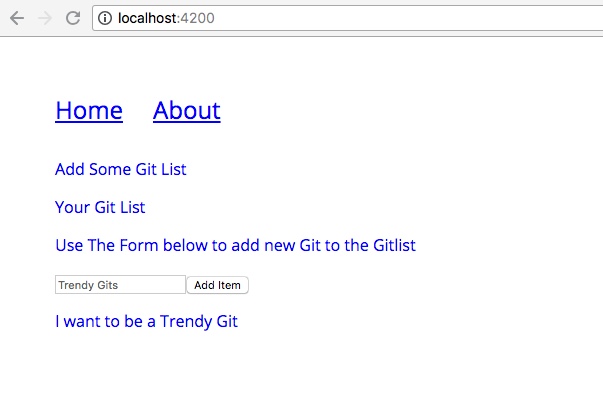 localhost:4200
Home About
Add Some Git List
Your Git List
Use The Form below to add new Git to the Gitlist
Trendy Gits Add Item
I want to be a Trendy Git